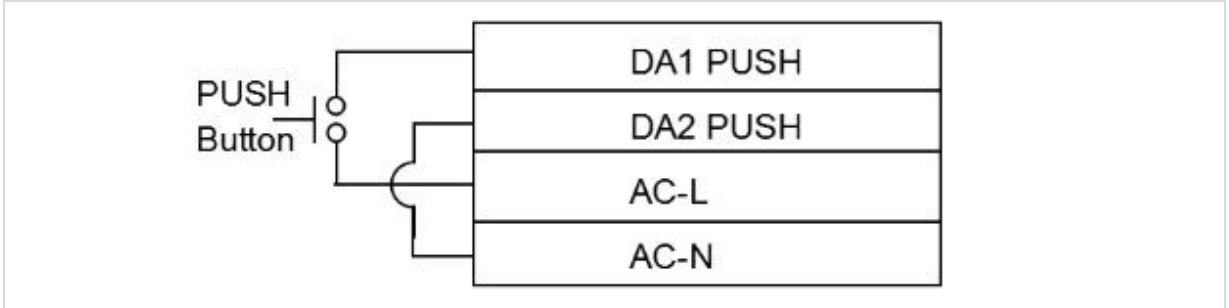 PUSH
Button
DA1 PUSH
DA2 PUSH
AC-L
AC-N